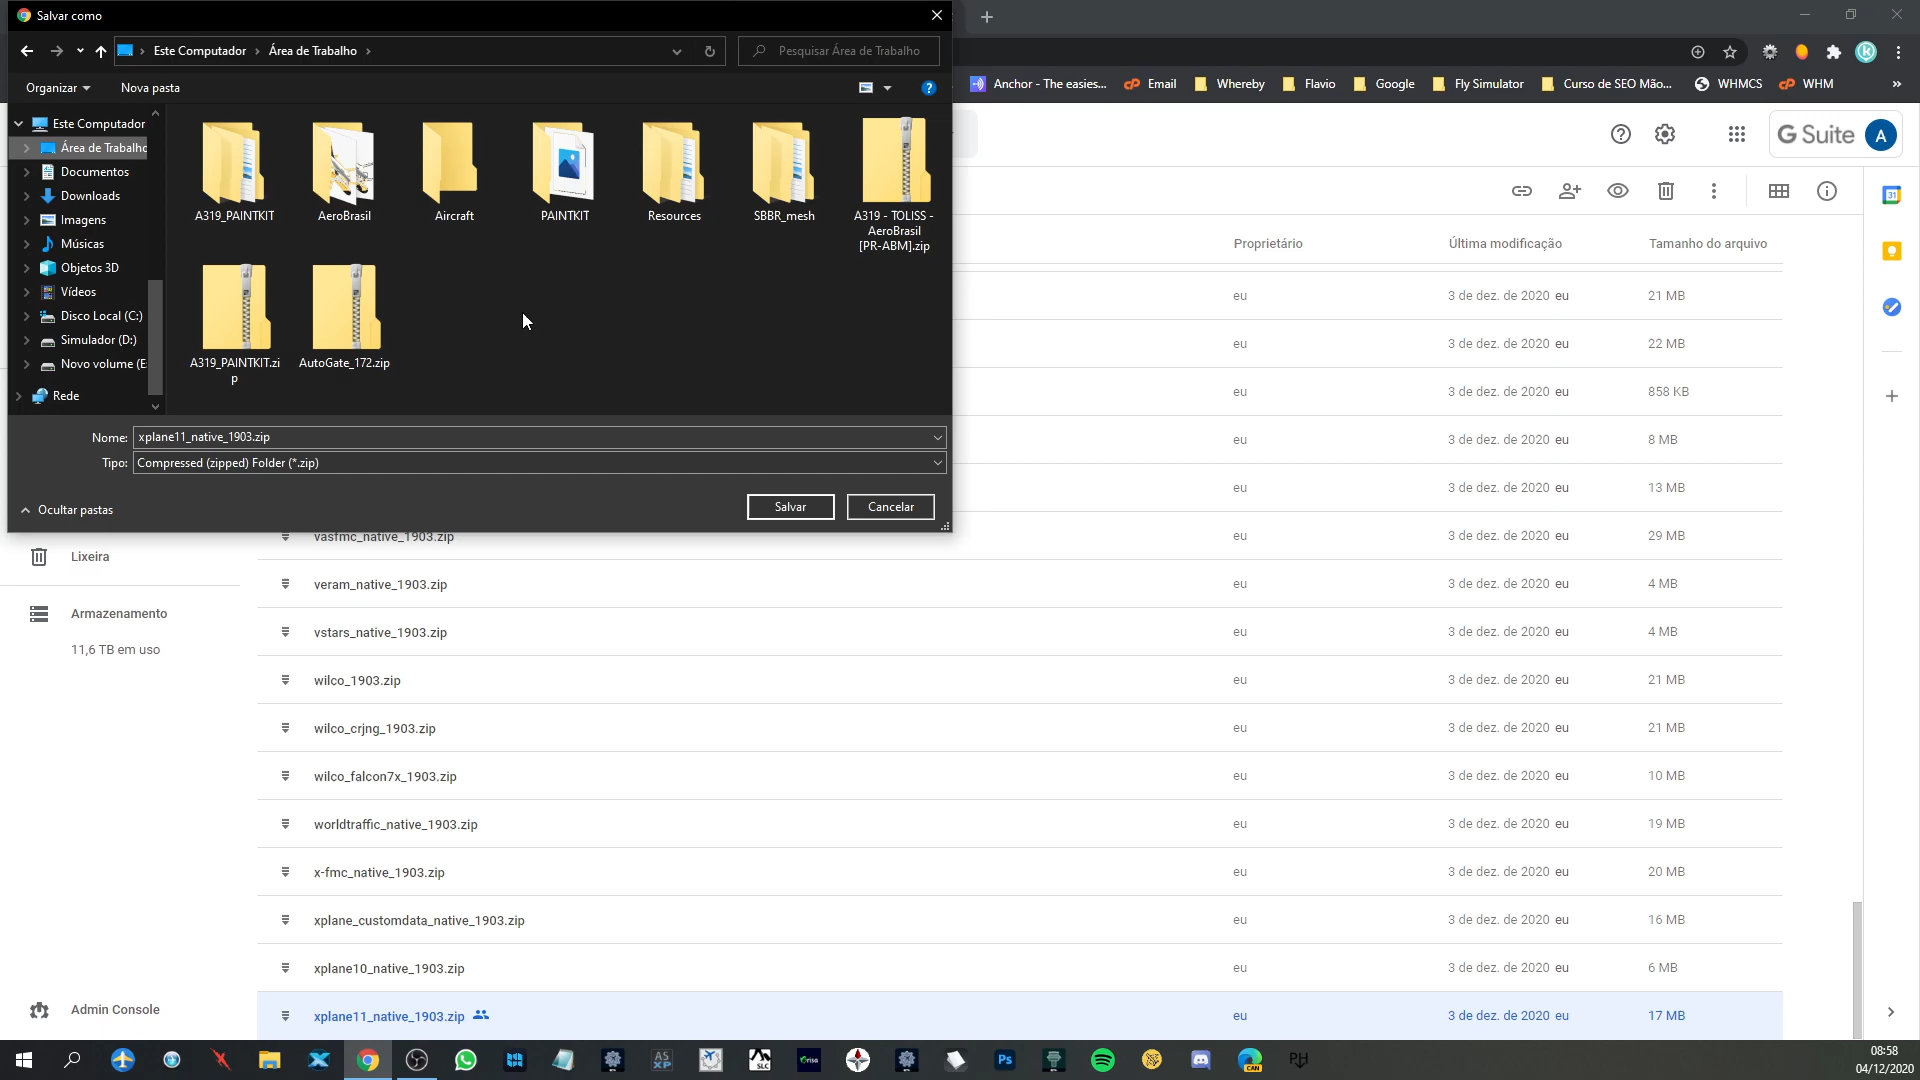 Salvar como
Este Computador
Área de Trabalho
Pesquisar Área de Trabalho
Organizar
Nova pasta
Este Computador
Área de Trabalho
Documentos
Downloads
Imagens
Músicas
Objetos 3D
Vídeos
Disco Local (C:)
Simulador (D:)
Novo volume (E:
Rede
A319_PAINTKIT
AeroBrasil
Aircraft
PAINTKIT
Resources
SBBR_mesh
A319 - TOLISS -
AeroBrasil
[PR-ABM].zip
A319_PAINTKIT.zi
p
AutoGate_172.zip
Nome: xplane11_native_1903.zip
Tipo: Compressed (zipped) Folder (*.zip)
Ocultar pastas
Salvar
Cancelar
Anchor - The easies...
Email
Whereby
Flavio
Google
Fly Simulator
Curso de SEO Mão...
WHMCS
WHM
G Suite
A
Proprietário
Última modificação
Tamanho do arquivo
eu 3 de dez. de 2020 eu 21 MB
eu 3 de dez. de 2020 eu 22 MB
eu 3 de dez. de 2020 eu 858 KB
eu 3 de dez. de 2020 eu 8 MB
eu 3 de dez. de 2020 eu 13 MB
vasfmc_native_1903.zip eu 3 de dez. de 2020 eu 29 MB
veram_native_1903.zip eu 3 de dez. de 2020 eu 4 MB
vstars_native_1903.zip eu 3 de dez. de 2020 eu 4 MB
wilco_1903.zip eu 3 de dez. de 2020 eu 21 MB
wilco_crjng_1903.zip eu 3 de dez. de 2020 eu 21 MB
wilco_falcon7x_1903.zip eu 3 de dez. de 2020 eu 10 MB
worldtraffic_native_1903.zip eu 3 de dez. de 2020 eu 19 MB
x-fmc_native_1903.zip eu 3 de dez. de 2020 eu 20 MB
xplane_customdata_native_1903.zip eu 3 de dez. de 2020 eu 16 MB
xplane10_native_1903.zip eu 3 de dez. de 2020 eu 6 MB
xplane11_native_1903.zip eu 3 de dez. de 2020 eu 17 MB
Lixeira
Armazenamento
11,6 TB em uso
Admin Console
31
AS
XP
SLC
Ps
CAN
08:58
04/12/2020